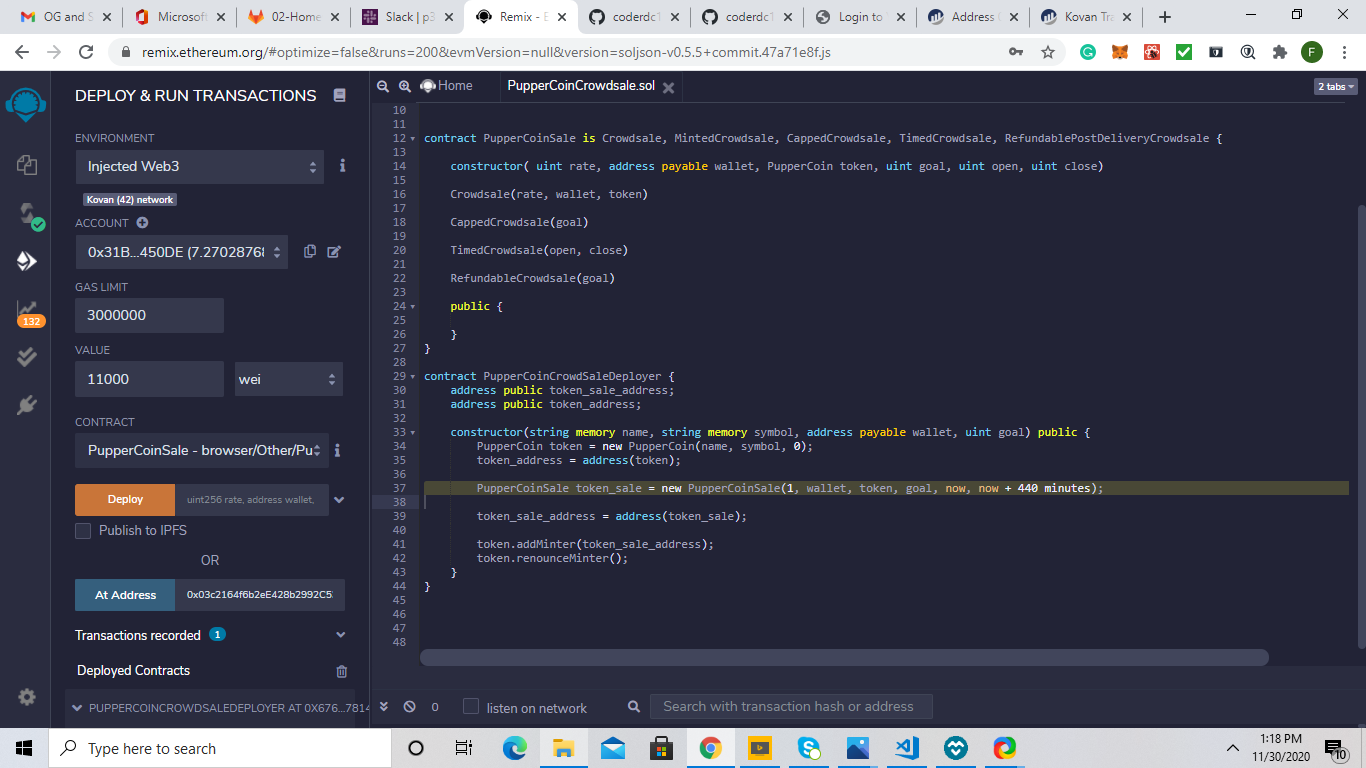 OG and S
Microsoft
02-Home
Slack | p3
Remix - E
coderdc1
coderdc1
Login to
Address
Kovan Tra
remix.ethereum.org/#optimize=false&runs=200&evmVersion=null&version=soljson-v0.5.5+commit.47a71e8f.js
F
DEPLOY & RUN TRANSACTIONS
ENVIRONMENT
Injected Web3
Kovan (42) network
ACCOUNT
0x31B...450DE (7.27028768
GAS LIMIT
3000000
132
VALUE
11000
wei
CONTRACT
PupperCoinSale - browser/Other/Pu
Deploy
uint256 rate, address wallet,
Publish to IPFS
OR
At Address
0x03c2164f6b2eE428b2992C5
Transactions recorded 1
Deployed Contracts
PUPPERCOINCROWDSALEDEPLOYER AT 0X676...7814
Home
PupperCoinCrowdsale.sol
2 tabs
10
11
12 contract PupperCoinSale is Crowdsale, MintedCrowdsale, CappedCrowdsale, TimedCrowdsale, RefundablePostDeliveryCrowdsale {
13
14 constructor( uint rate, address payable wallet, PupperCoin token, uint goal, uint open, uint close)
15
16 Crowdsale(rate, wallet, token)
17
18 CappedCrowdsale(goal)
19
20 TimedCrowdsale(open, close)
21
22 RefundableCrowdsale(goal)
23
24 public {
25
26 }
27 }
28
29 contract PupperCoinCrowdSaleDeployer {
30 address public token_sale_address;
31 address public token_address;
32
33 constructor(string memory name, string memory symbol, address payable wallet, uint goal) public {
34 PupperCoin token = new PupperCoin(name, symbol, 0);
35 token_address = address(token);
36
37 PupperCoinSale token_sale = new PupperCoinSale(1, wallet, token, goal, now, now + 440 minutes);
38
39 token_sale_address = address(token_sale);
40
41 token.addMinter(token_sale_address);
42 token.renounceMinter();
43 }
44 }
45
46
47
48
0
listen on network
Search with transaction hash or address
Type here to search
1:18 PM
11/30/2020
10